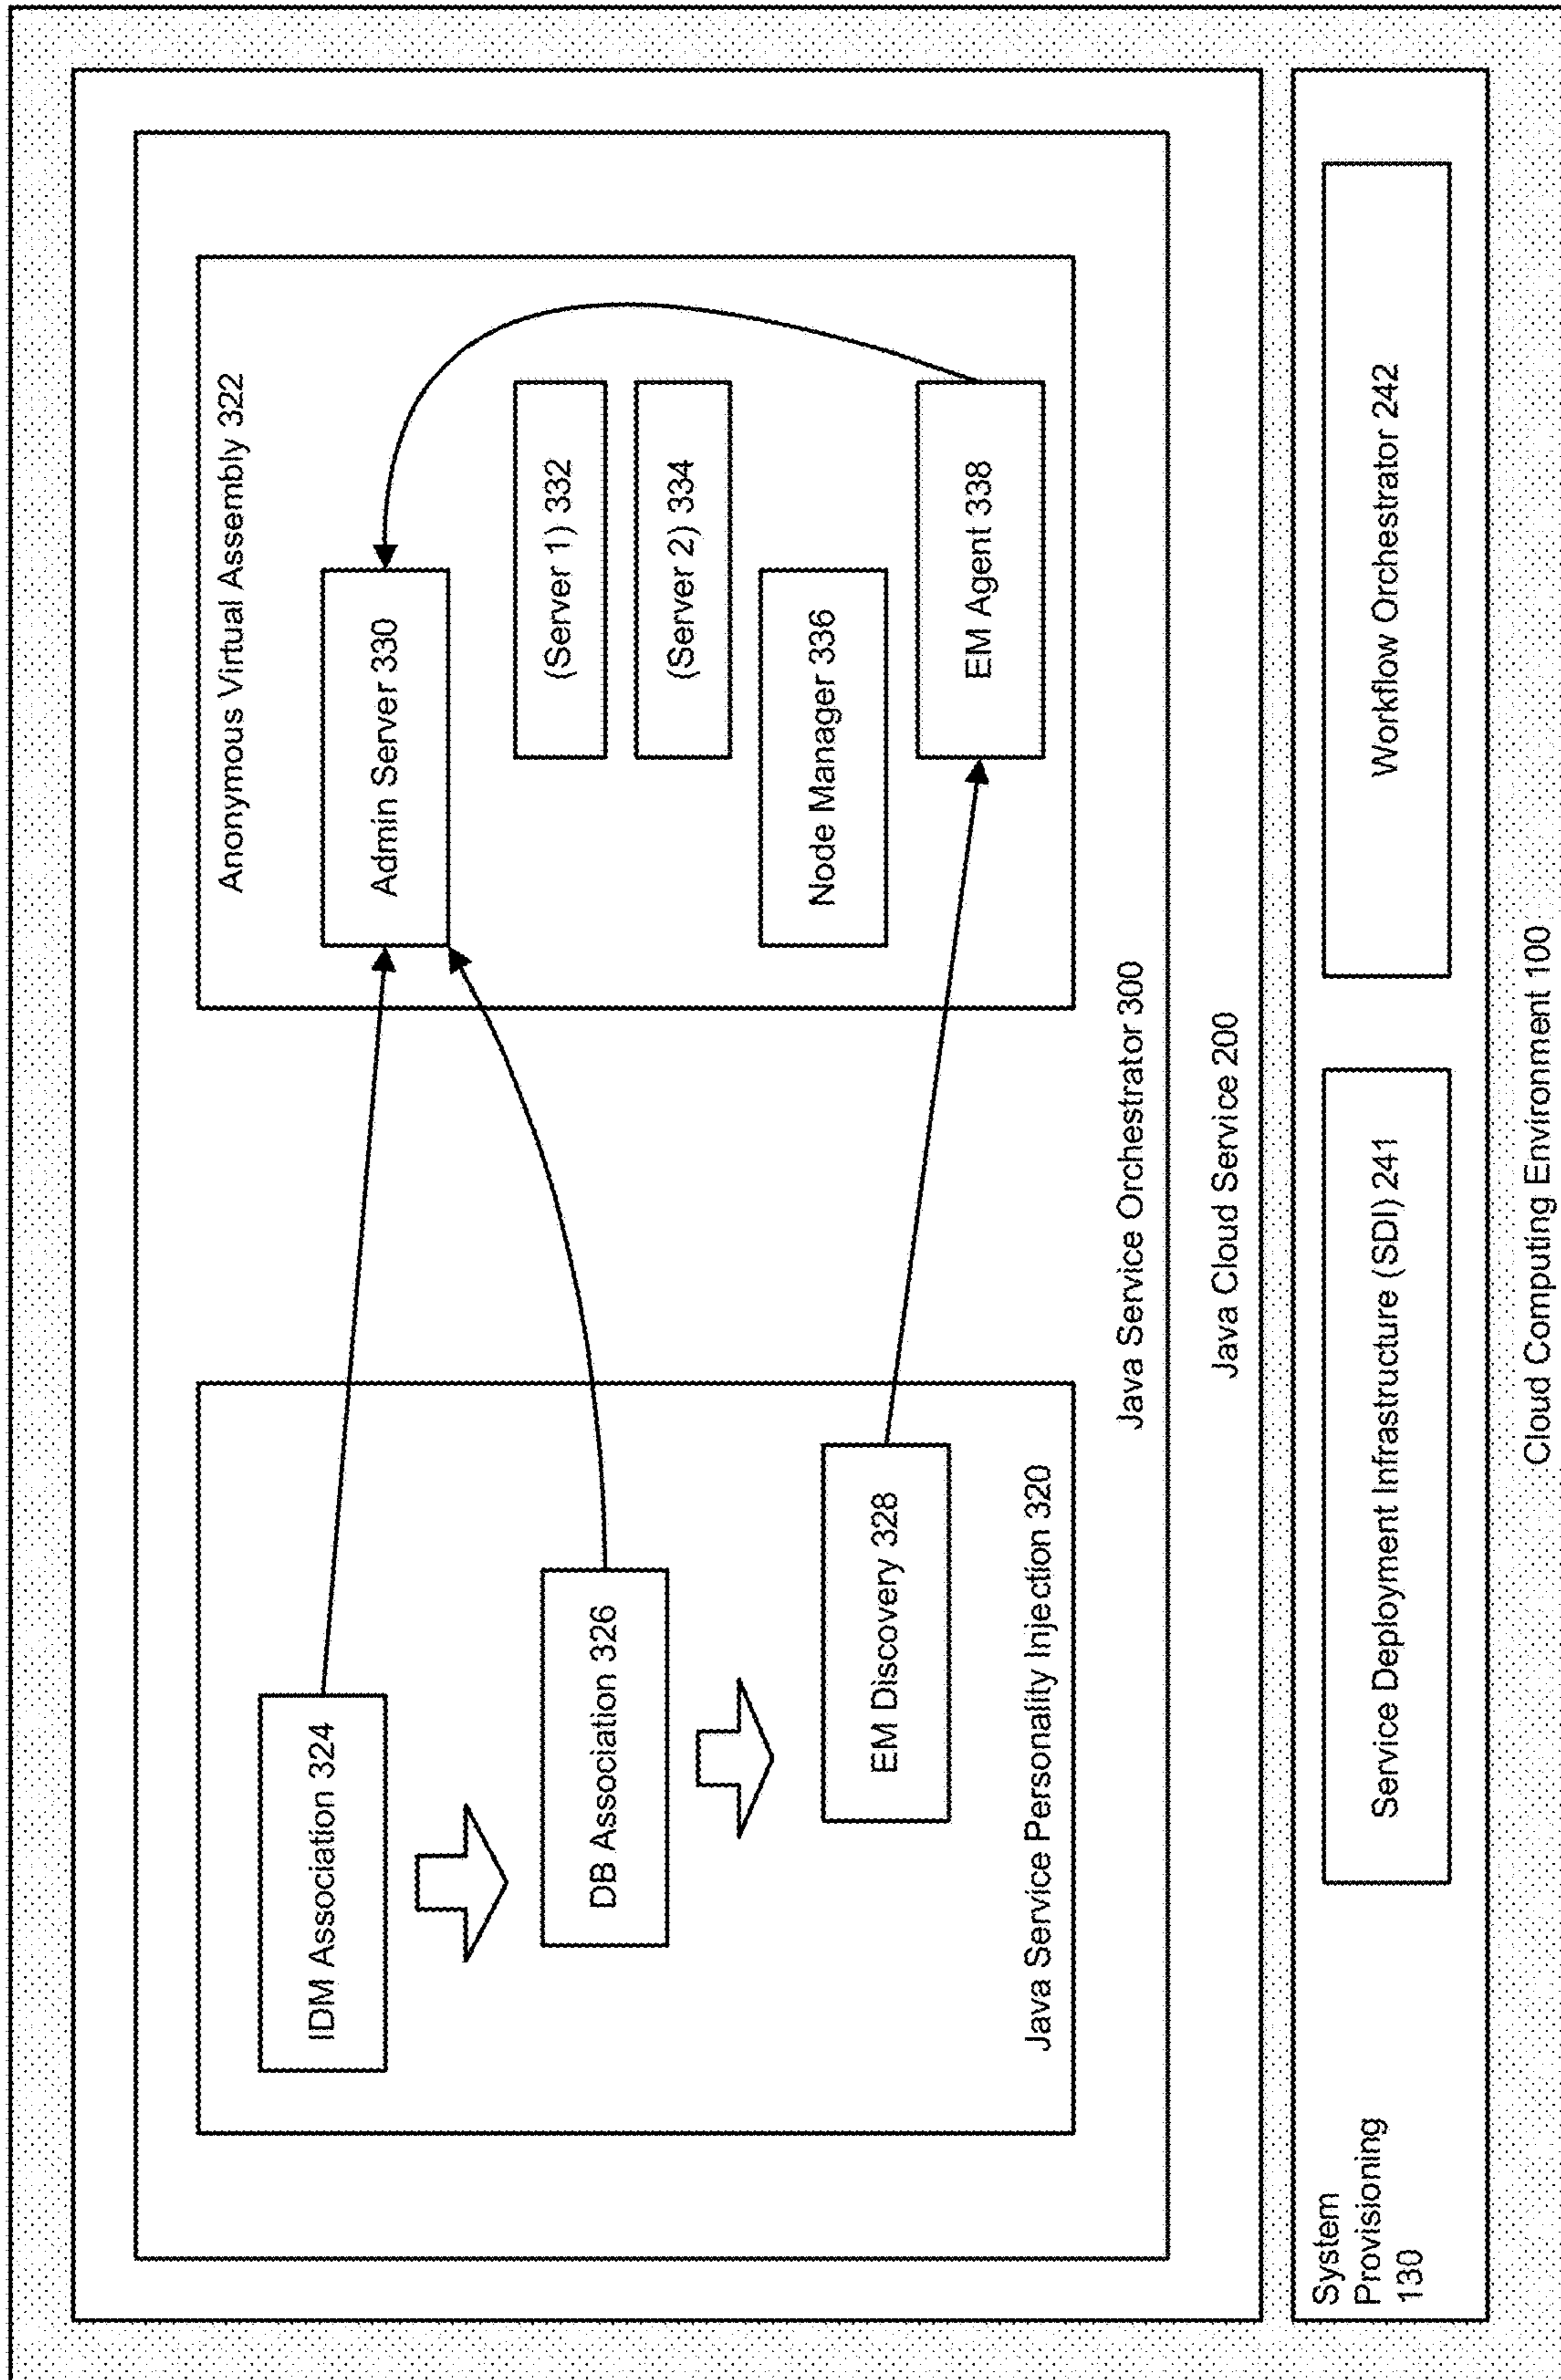 IDM Association 324
DB Association 326
EM Discovery 328
Java Service Personality Injection 320
Anonymous Virtual Assembly 322
Admin Server 330
(Server 1) 332
(Server 2) 334
Node Manager 336
EM Agent 338
Java Service Orchestrator 300
Java Cloud Service 200
System
Provisioning
130
Service Deployment Infrastructure (SDI) 241
Workflow Orchestrator 242
Cloud Computing Environment 100